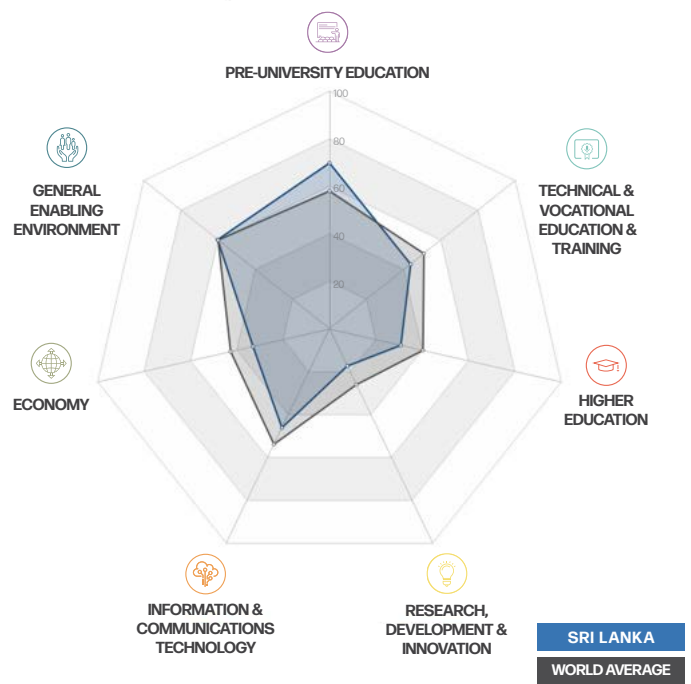 PRE-UNIVERSITY EDUCATION
100
80
60
40
20
GENERAL
ENABLING
ENVIRONMENT
TECHNICAL &
VOCATIONAL
EDUCATION &
TRAINING
ECONOMY
HIGHER
EDUCATION
INFORMATION &
COMMUNICATIONS
TECHNOLOGY
RESEARCH,
DEVELOPMENT &
INNOVATION
SRI LANKA
WORLD AVERAGE